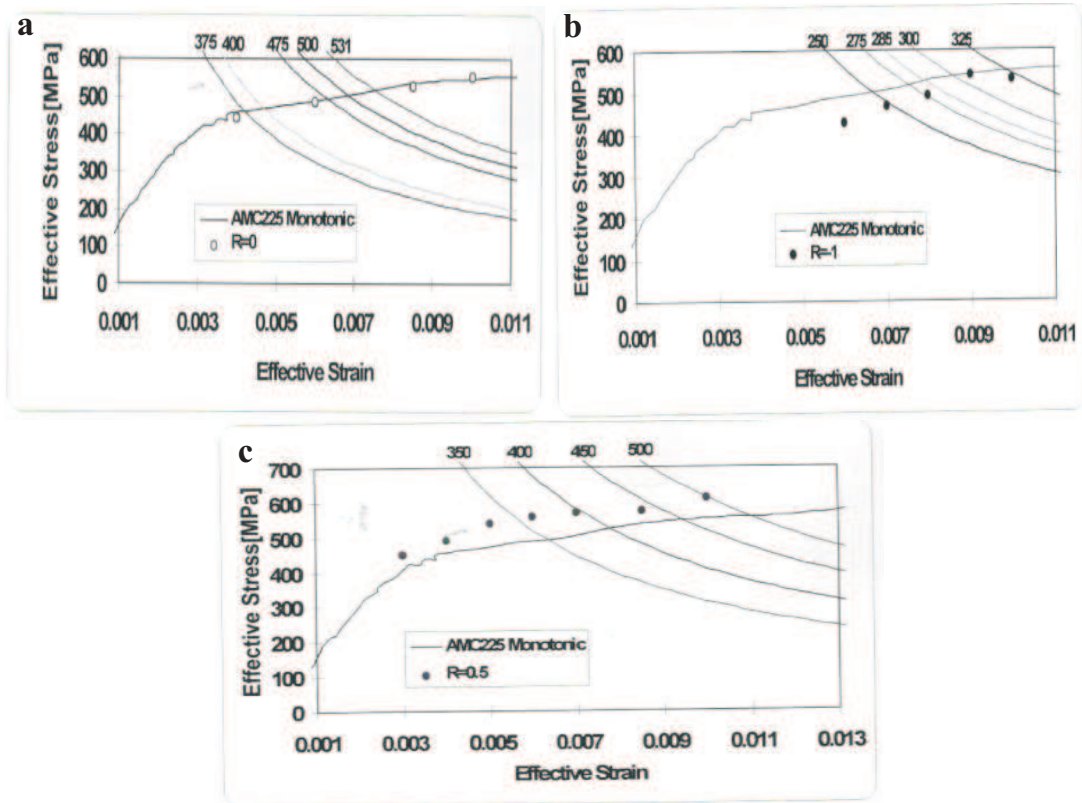 a
375 400 475 500 531
Effective Stress[MPa]
600
500
400
300
200
100
0
AMC225 Monotonic
R=0
0.001 0.003 0.005 0.007 0.009 0.011
Effective Strain
b
250 275 285 300 325
Effective Stress[MPa]
600
500
400
300
200
100
0
AMC225 Monotonic
R=-1
0.001 0.003 0.005 0.007 0.009 0.011
Effective Strain
c
350 400 450 500
Effective Stress[MPa]
700
600
500
400
300
200
100
0
AMC225 Monotonic
R=0.5
0.001 0.003 0.005 0.007 0.009 0.011 0.013
Effective Strain